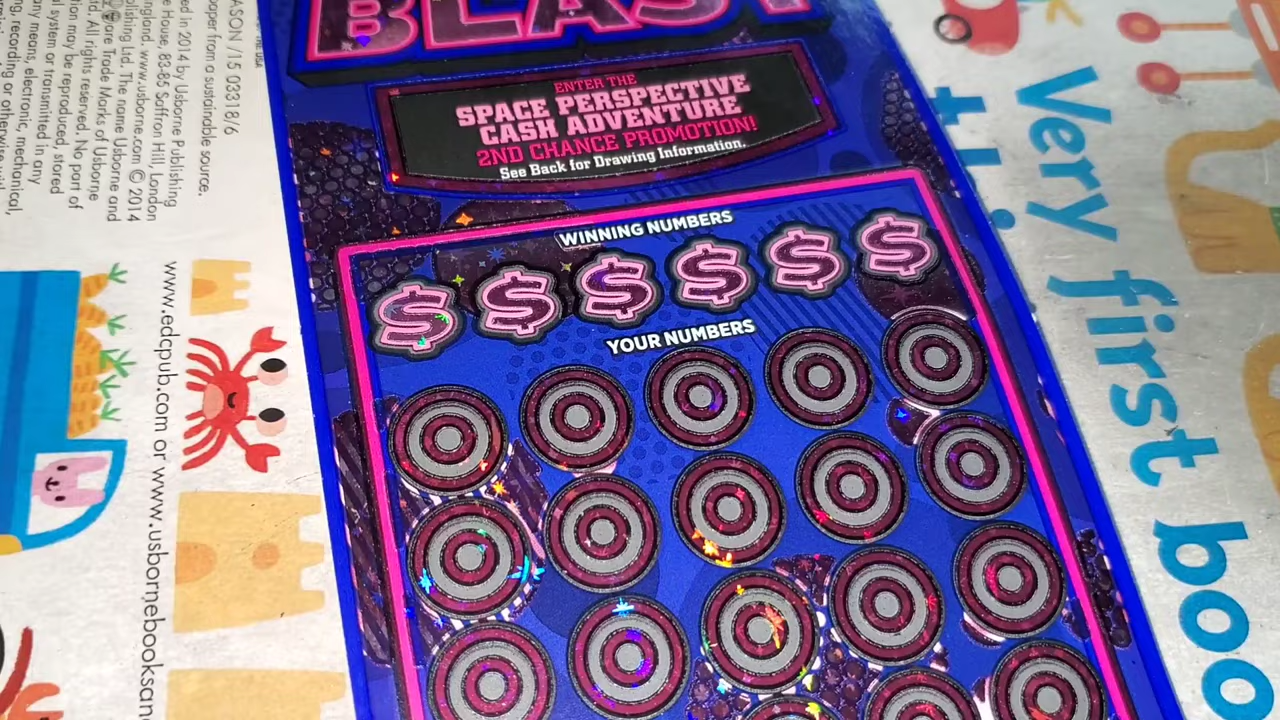 BLAST
ENTER THE
SPACE PERSPECTIVE
CASH ADVENTURE
2ND CHANCE PROMOTION!
See Back for Drawing Information.
WINNING NUMBERS
$ $ $ $ $ $
YOUR NUMBERS
Very first boo
ASON /15 03318/6
paper from a sustainable source.
ed in 2014 by Usborne Publishing
e House, 83-85 Saffron Hill, London
ngland. www.usborne.com © 2014
blishing Ltd. The name Usborne and
are Trade Marks of Usborne
td. All rights reserved. No part of
tion may be reproduced, stored
al system or transmitted in any
any means, electronic, mechanical,
ng, recording or otherwise
www.edcpub.com or www.usbornebooksan